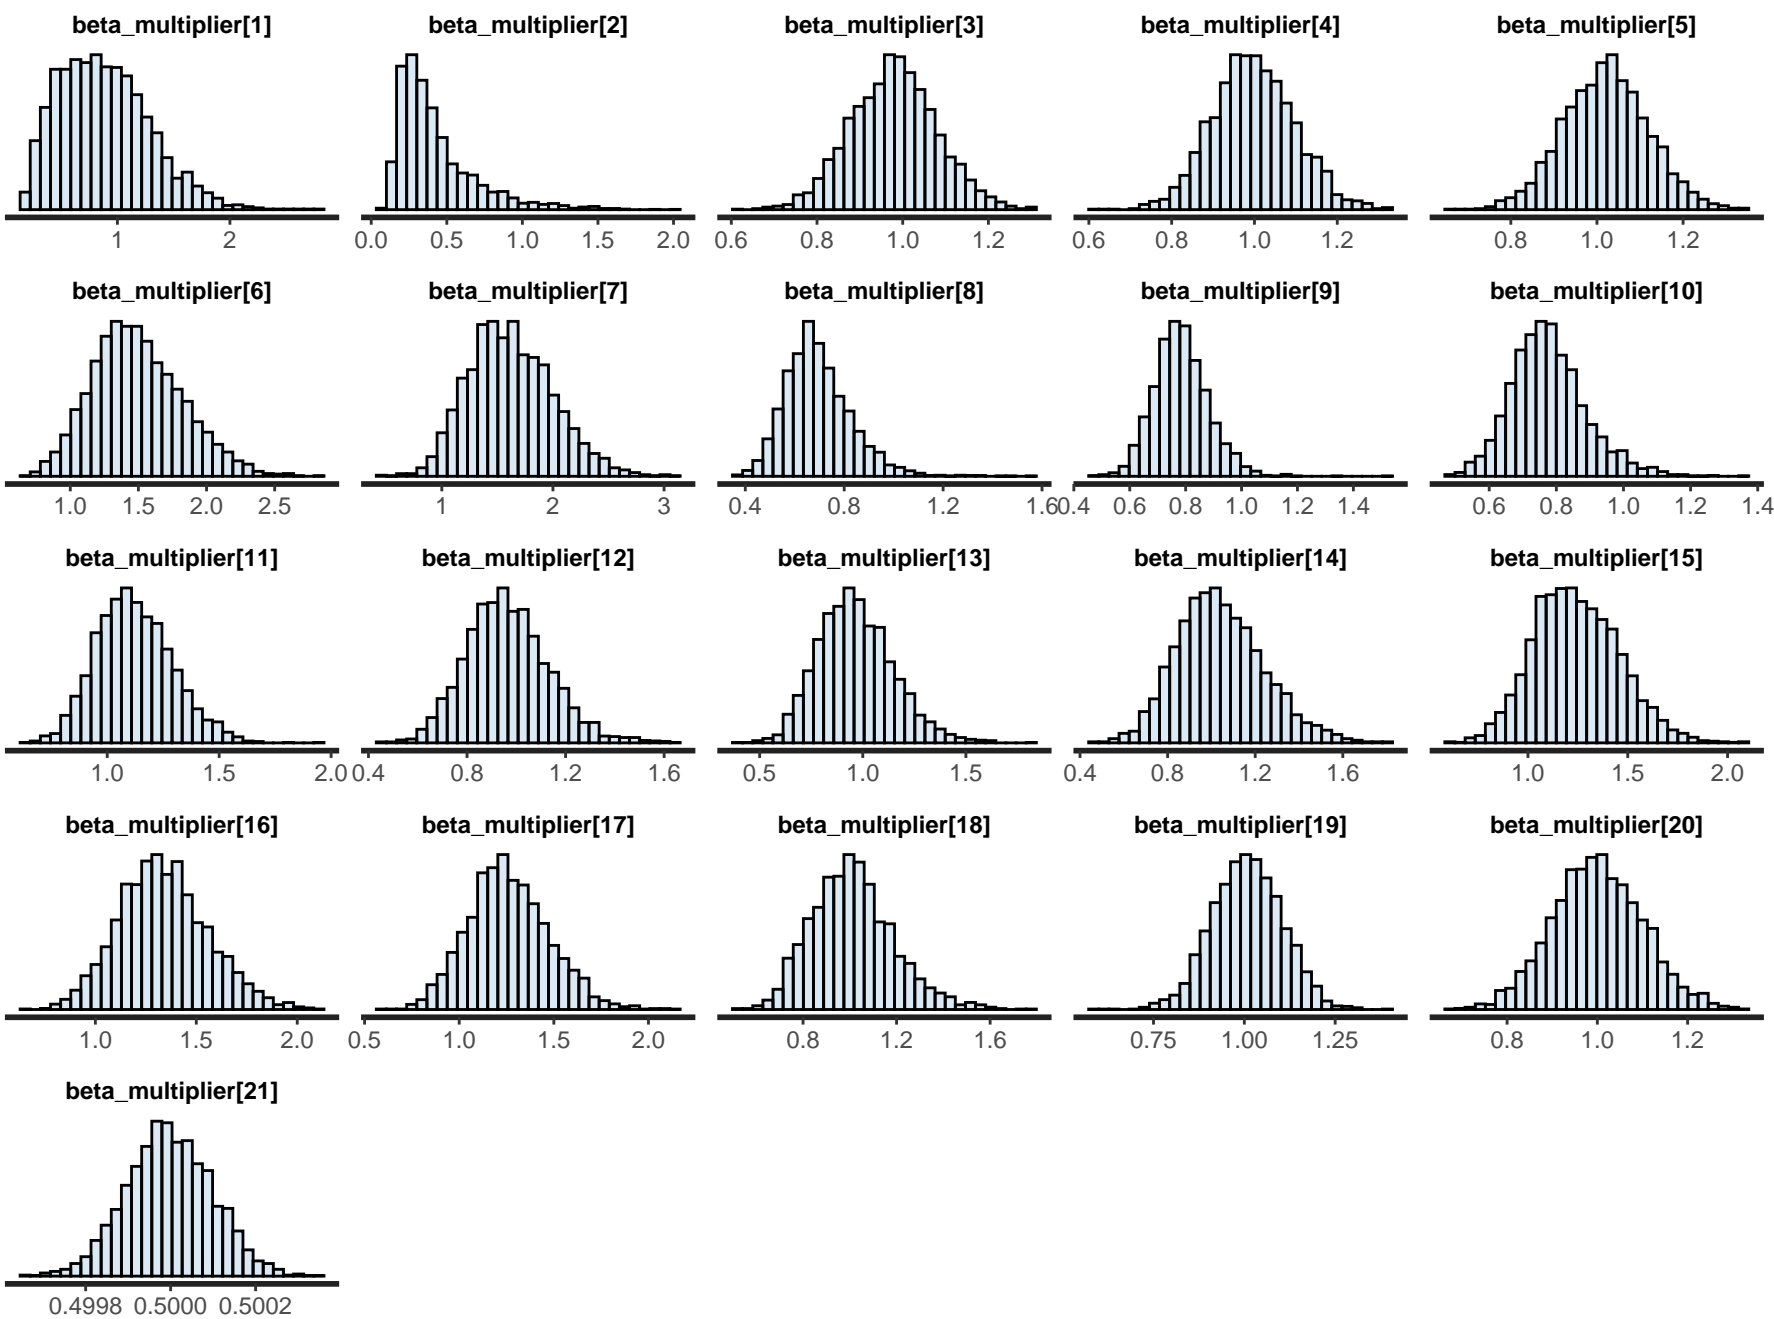 beta_multiplier[1] beta_multiplier[2] beta_multiplier[3] beta_multiplier[4] beta_multiplier[5]
1 2 0.0 0.5 1.0 1.5 2.0 0.6 0.8 1.0 1.2 0.6 0.8 1.0 1.2 0.8 1.0 1.2
beta_multiplier[6] beta_multiplier[7] beta_multiplier[8] beta_multiplier[9] beta_multiplier[10]
1.0 1.5 2.0 2.5 1 2 3 0.4 0.8 1.2 1.6 0.4 0.6 0.8 1.0 1.2 1.4 0.6 0.8 1.0 1.2 1.4
beta_multiplier[11] beta_multiplier[12] beta_multiplier[13] beta_multiplier[14] beta_multiplier[15]
1.0 1.5 2.0 0.4 0.8 1.2 1.6 0.5 1.0 1.5 0.4 0.8 1.2 1.6 1.0 1.5 2.0
beta_multiplier[16] beta_multiplier[17] beta_multiplier[18] beta_multiplier[19] beta_multiplier[20]
1.0 1.5 2.0 0.5 1.0 1.5 2.0 0.8 1.2 1.6 0.75 1.00 1.25 0.8 1.0 1.2
beta_multiplier[21]
0.4998 0.5000 0.5002